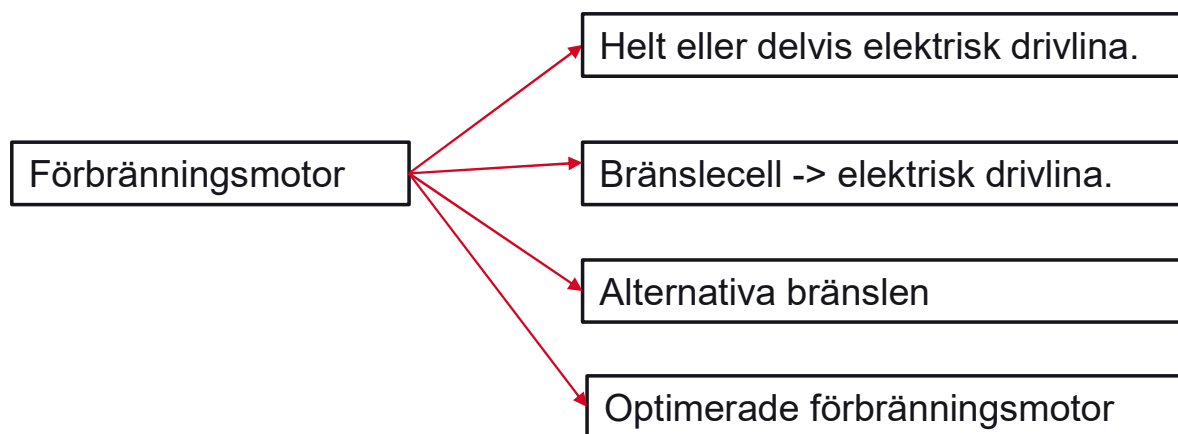 Helt eller delvis elektrisk drivlina.
Förbränningsmotor
Bränslecell -> elektrisk drivlina.
Alternativa bränslen
Optimerade förbränningsmotor